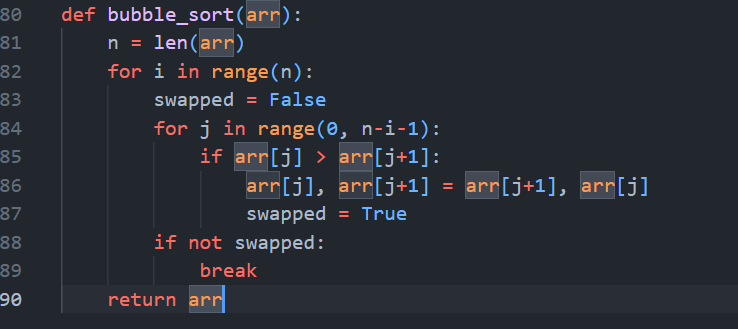 80 def bubble_sort(arr):
81     n = len(arr)
82     for i in range(n):
83         swapped = False
84         for j in range(0, n-i-1):
85             if arr[j] > arr[j+1]:
86                 arr[j], arr[j+1] = arr[j+1], arr[j]
87                 swapped = True
88         if not swapped:
89             break
90     return arr